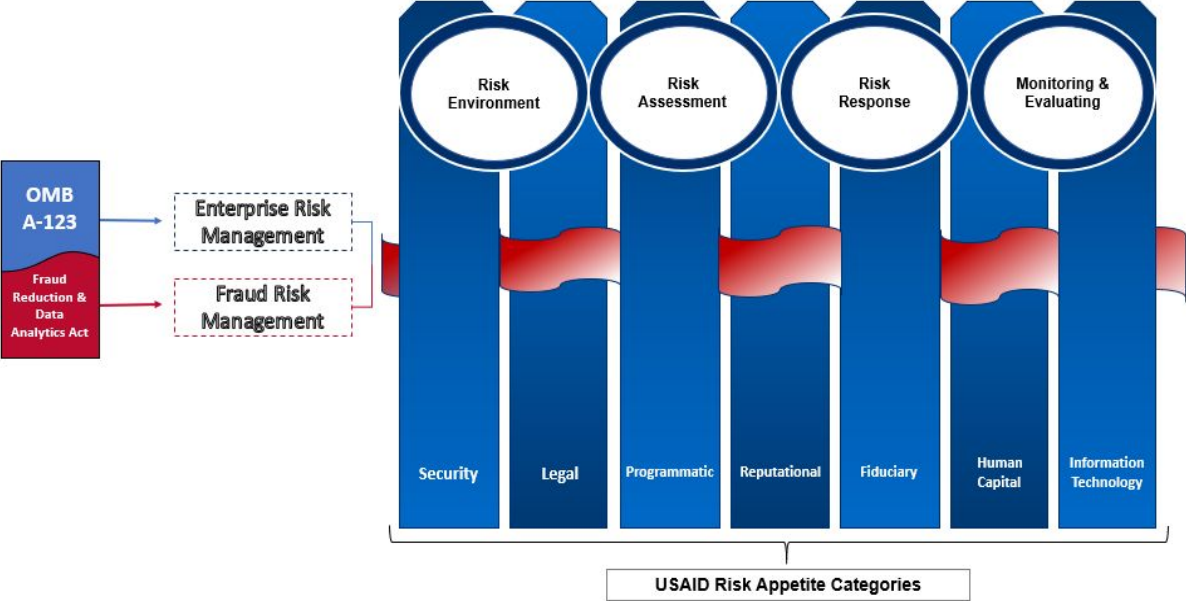 Risk
Environment
Risk
Assessment
Risk
Response
Monitoring &
Evaluating
OMB
A-123
Fraud
Reduction &
Data
Analytics Act
Enterprise Risk
Management
Fraud Risk
Management
Security
Legal
Programmatic
Reputational
Fiduciary
Human
Capital
Information
Technology
USAID Risk Appetite Categories